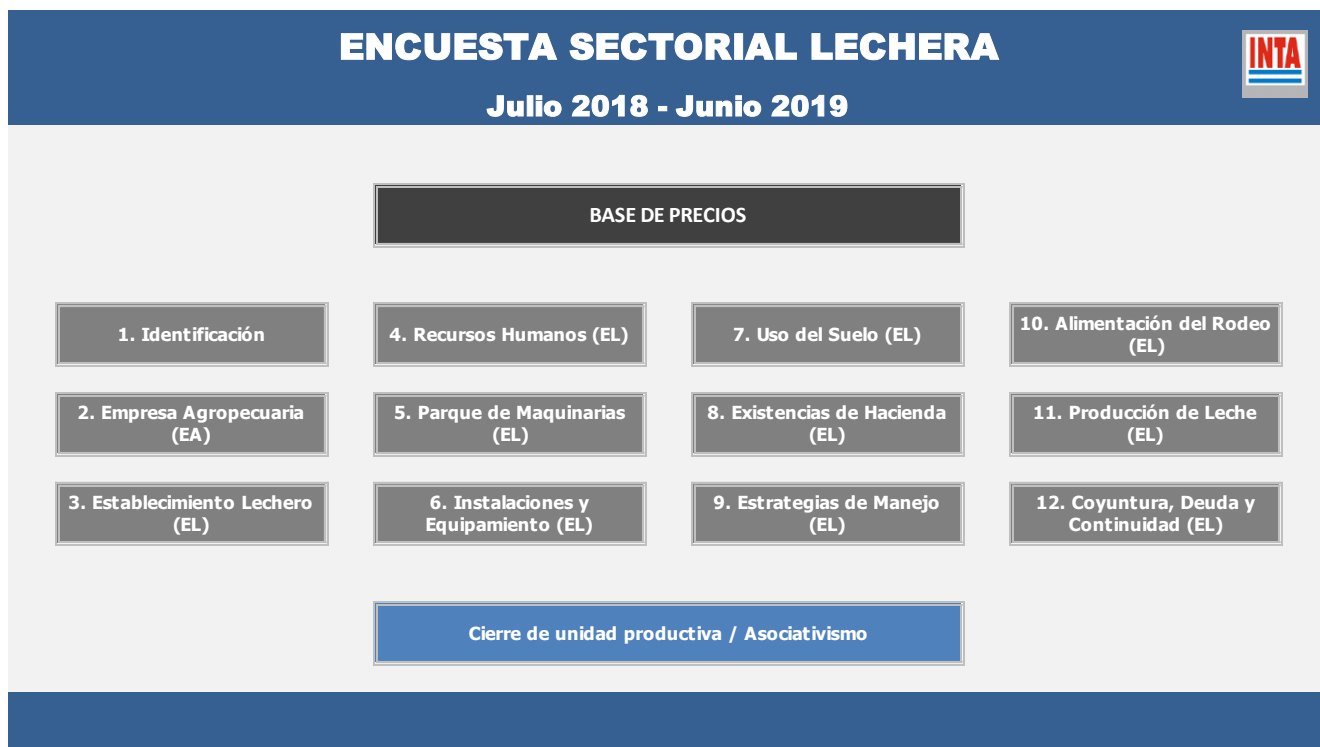 ENCUESTA SECTORIAL LECHERA
INTA
Julio 2018 - Junio 2019
BASE DE PRECIOS
1. Identificación
2. Empresa Agropecuaria
(EA)
3. Establecimiento Lechero
(EL)
4. Recursos Humanos (EL)
5. Parque de Maquinarias
(EL)
6. Instalaciones y
Equipamiento (EL)
7. Uso del Suelo (EL)
8. Existencias de Hacienda
(EL)
9. Estrategias de Manejo
(EL)
10. Alimentación del Rodeo
(EL)
11. Producción de Leche
(EL)
12. Coyuntura, Deuda y
Continuidad (EL)
Cierre de unidad productiva / Asociativismo